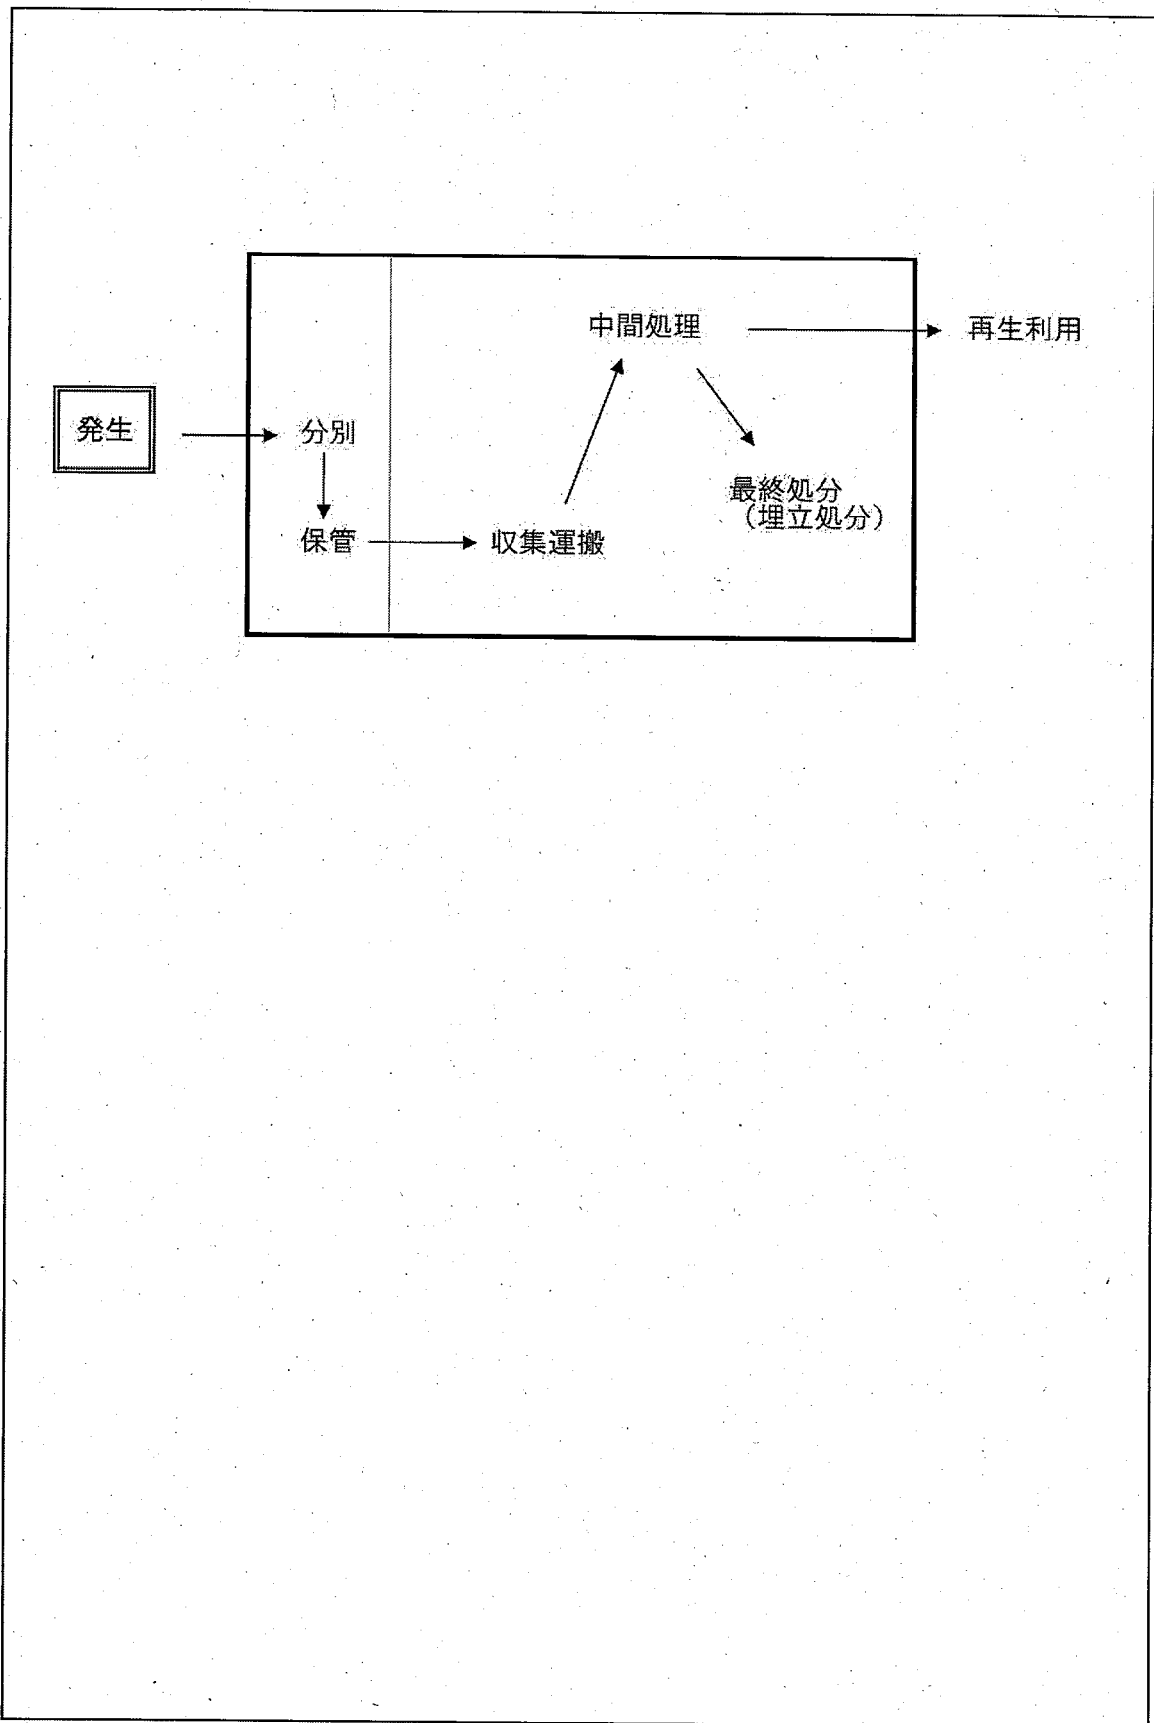 中間処理
再生利用
発生
分別
最終処分
（埋立処分）
保管
収集運搬